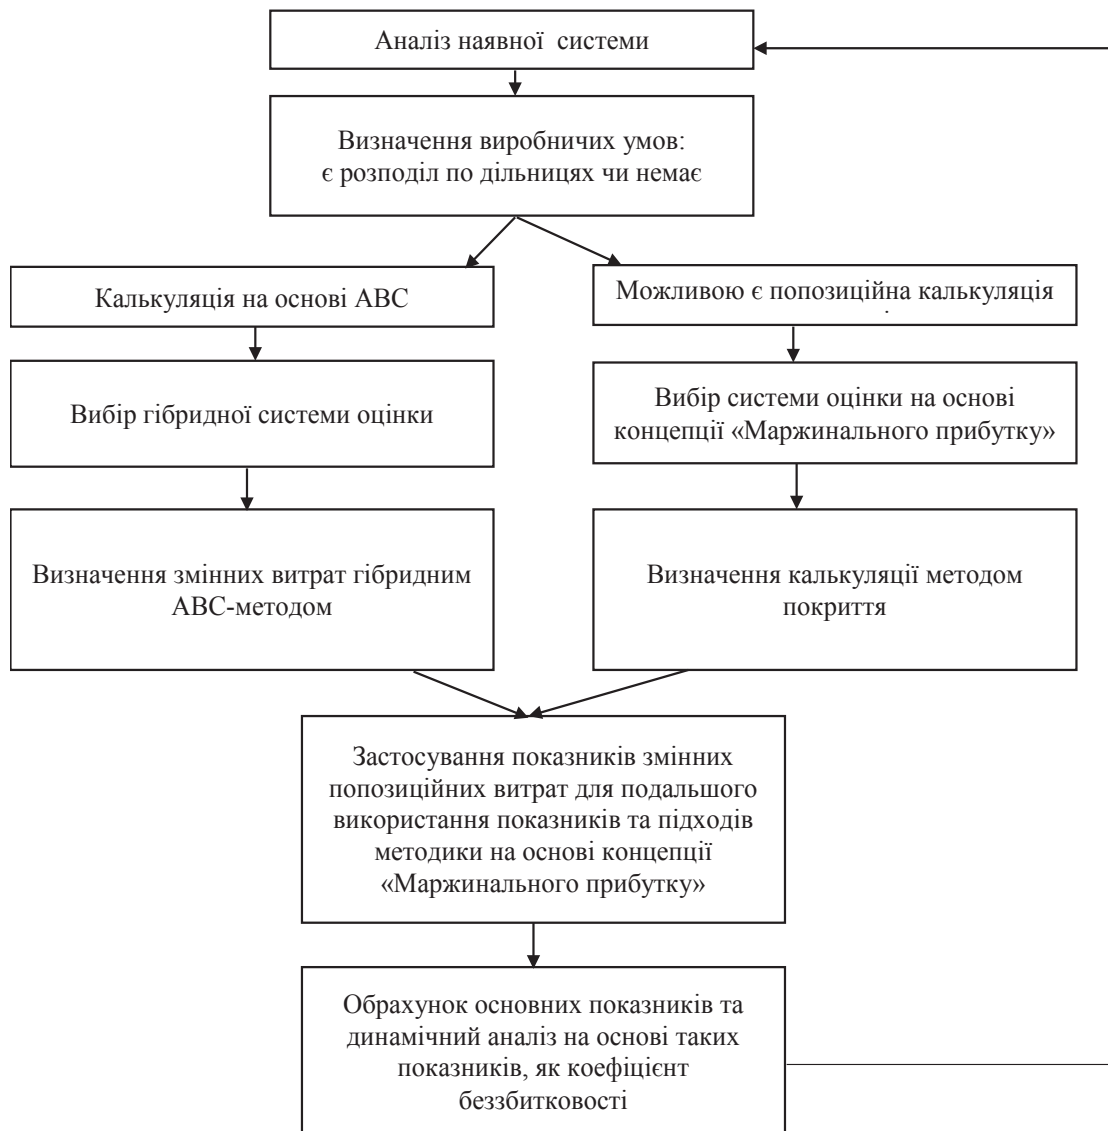 Аналіз наявної системи
Визначення виробничих умов:
є розподіл по дільницях чи немає
Калькуляція на основі АВС
Можливою є попозиційна калькуляція
Вибір гібридної системи оцінки
Вибір системи оцінки на основі
концепції «Маржинального прибутку»
Визначення змінних витрат гібридним
АВС-методом
Визначення калькуляції методом
покриття
Застосування показників змінних
попозиційних витрат для подальшого
використання показників та підходів
методики на основі концепції
«Маржинального прибутку»
Обрахунок основних показників та
динамічний аналіз на основі таких
показників, як коефіцієнт
беззбитковості